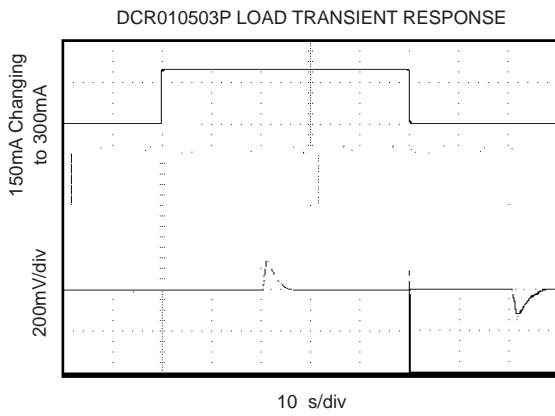 DCR010503P LOAD TRANSIENT RESPONSE
150mA Changing
to 300mA
200mV/div
10 s/div